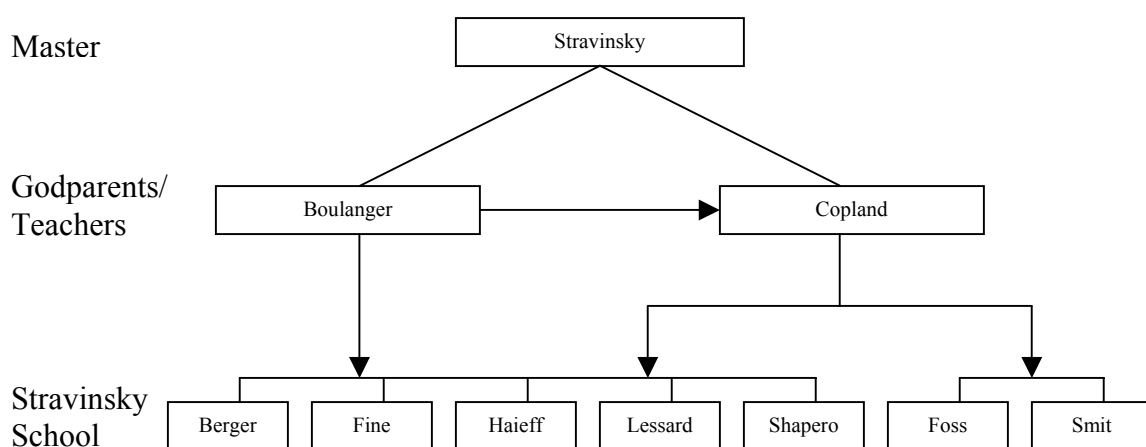 Master
Stravinsky
Godparents/
Teachers
Boulanger
Copland
Stravinsky
School
Berger
Fine
Haieff
Lessard
Shapero
Foss
Smit